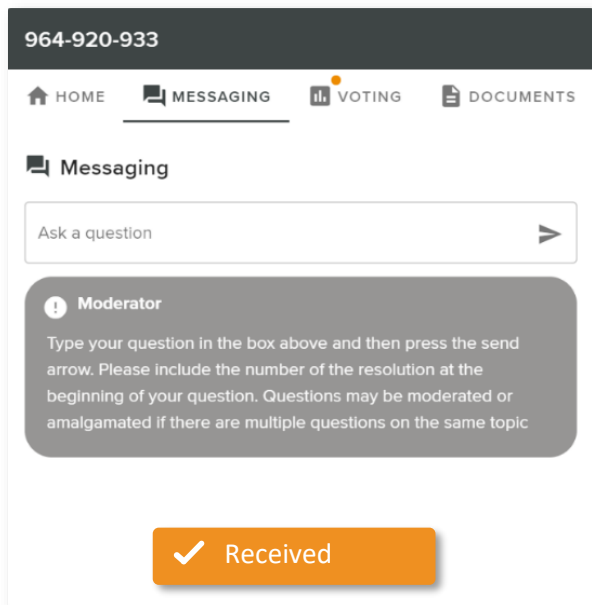 964-920-933
HOME MESSAGING VOTING DOCUMENTS
Messaging
Ask a question
Moderator
Type your question in the box above and then press the send
arrow. Please include the number of the resolution at the
beginning of your question. Questions may be moderated or
amalgamated if there are multiple questions on the same topic
Received